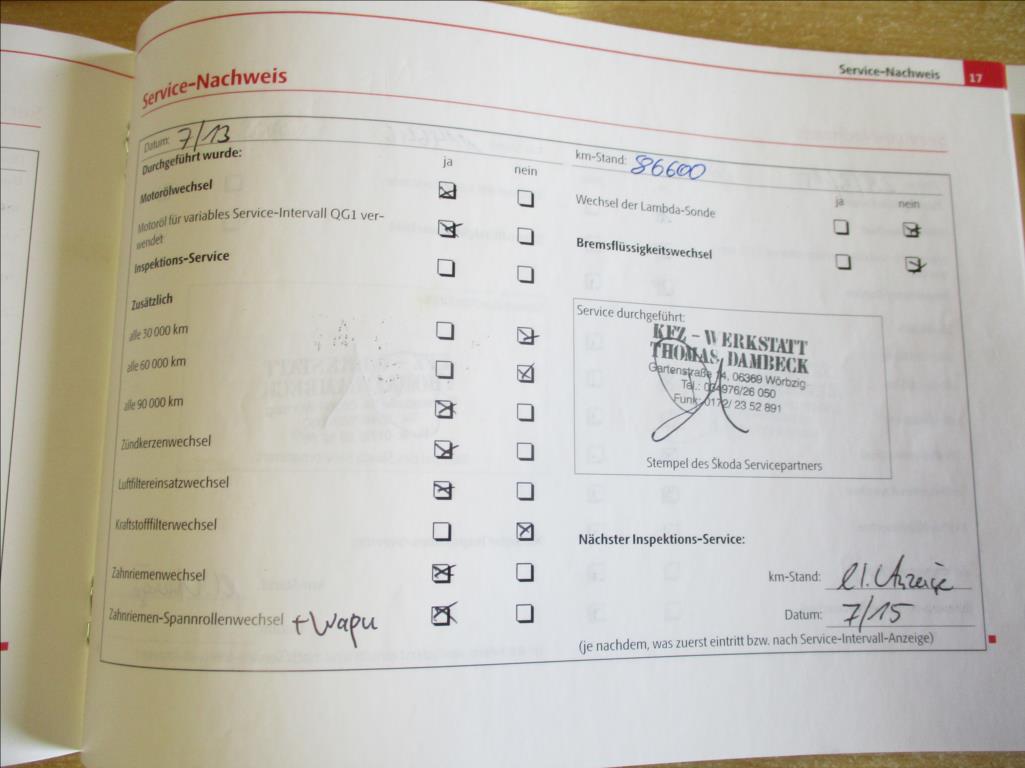 Service-Nachweis 17
Service-Nachweis
Datum: 7/13
Durchgeführt wurde:
ja nein
Motorölwechsel
Motoröl für variables Service-Intervall QG1 ver-
wendet
Inspektions-Service
Zusätzlich
alle 30 000 km
alle 60 000 km
alle 90 000 km
Zündkerzenwechsel
Luftfiltereinsatzwechsel
Kraftstofffilterwechsel
Zahnriemenwechsel
Zahnriemen-Spannrollenwechsel + Wapu
km-Stand: 86600
ja nein
Wechsel der Lambda-Sonde
Bremsflüssigkeitswechsel
Service durchgeführt:
KFZ - WERKSTATT
THOMAS DAMBECK
Gartenstraße 14, 06369 Wörbzig
Tel.: 034976/26 050
Funk: 0172/ 23 52 891
Stempel des Škoda Servicepartners
Nächster Inspektions-Service:
km-Stand: lt. Anzeige
Datum: 7/15
(je nachdem, was zuerst eintritt bzw. nach Service-Intervall-Anzeige)